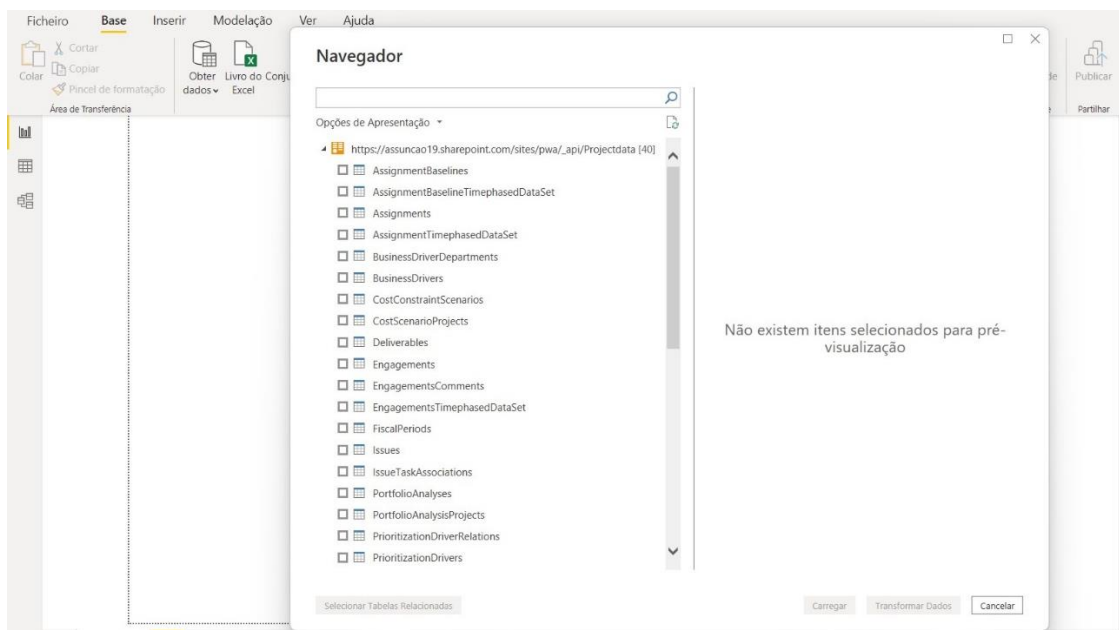 Ficheiro Base Inserir Modelação Ver Ajuda
Cortar
Copiar
Pincel de formatação
Colar
Obter dados
Livro do Excel
Conju
Publicar
Área de Transferência
Partilhar
Navegador
Opções de Apresentação
https://assuncao19.sharepoint.com/sites/pwa/_api/Projectdata [40]
AssignmentBaselines
AssignmentBaselineTimephasedDataSet
Assignments
AssignmentTimephasedDataSet
BusinessDriverDepartments
BusinessDrivers
CostConstraintScenarios
CostScenarioProjects
Deliverables
Engagements
EngagementsComments
EngagementsTimephasedDataSet
FiscalPeriods
Issues
IssueTaskAssociations
PortfolioAnalyses
PortfolioAnalysisProjects
PrioritizationDriverRelations
PrioritizationDrivers
Não existem itens selecionados para pré-
visualização
Selecionar Tabelas Relacionadas
Carregar Transformar Dados Cancelar